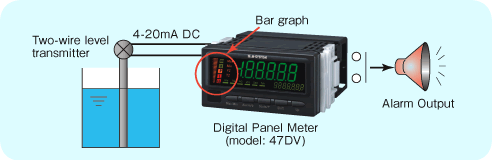 Bar graph
4-20mA DC
Two-wire level
transmitter
Digital Panel Meter
(model: 47DV)
Alarm Output